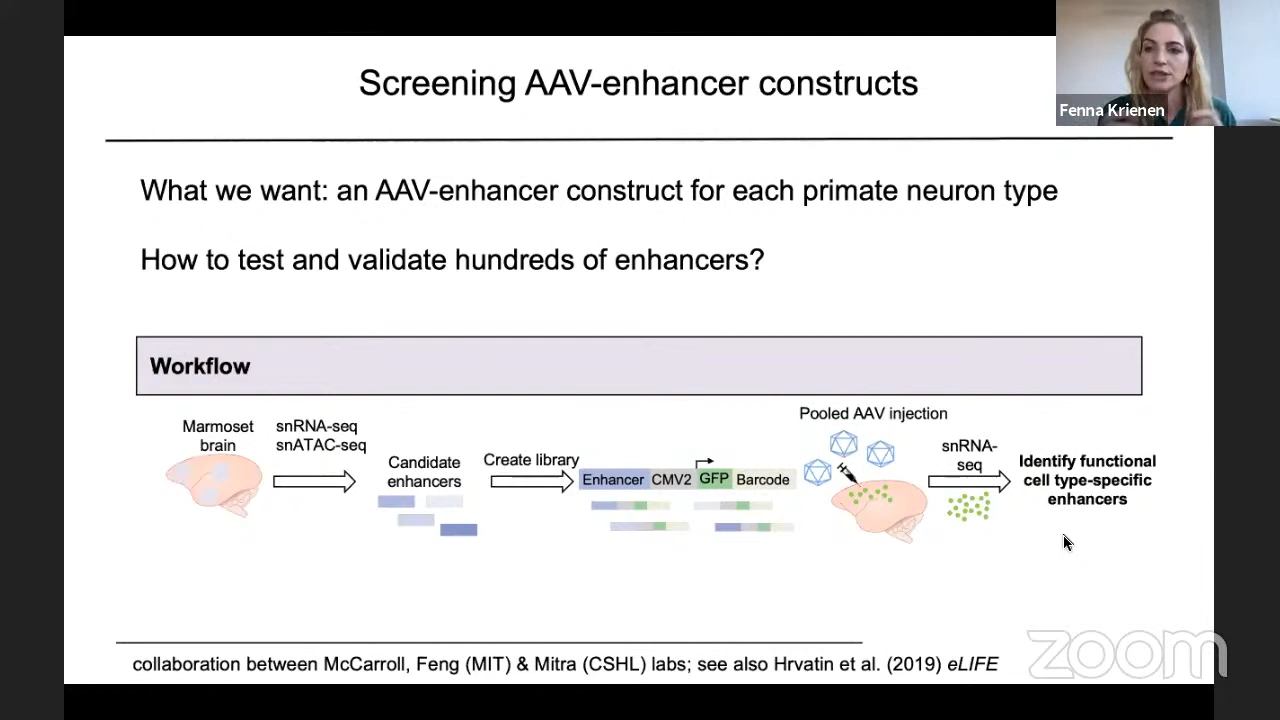 Screening AAV-enhancer constructs
Fenna Krienen
What we want: an AAV-enhancer construct for each primate neuron type
How to test and validate hundreds of enhancers?
Workflow
Marmoset
brain
snRNA-seq
snATAC-seq
Candidate
enhancers
Create library
Enhancer CMV2 GFP Barcode
Pooled AAV injection
snRNA-
seq
Identify functional
cell type-specific
enhancers
collaboration between McCarroll, Feng (MIT) & Mitra (CSHL) labs; see also Hrvatin et al. (2019) eLIFE
zoom